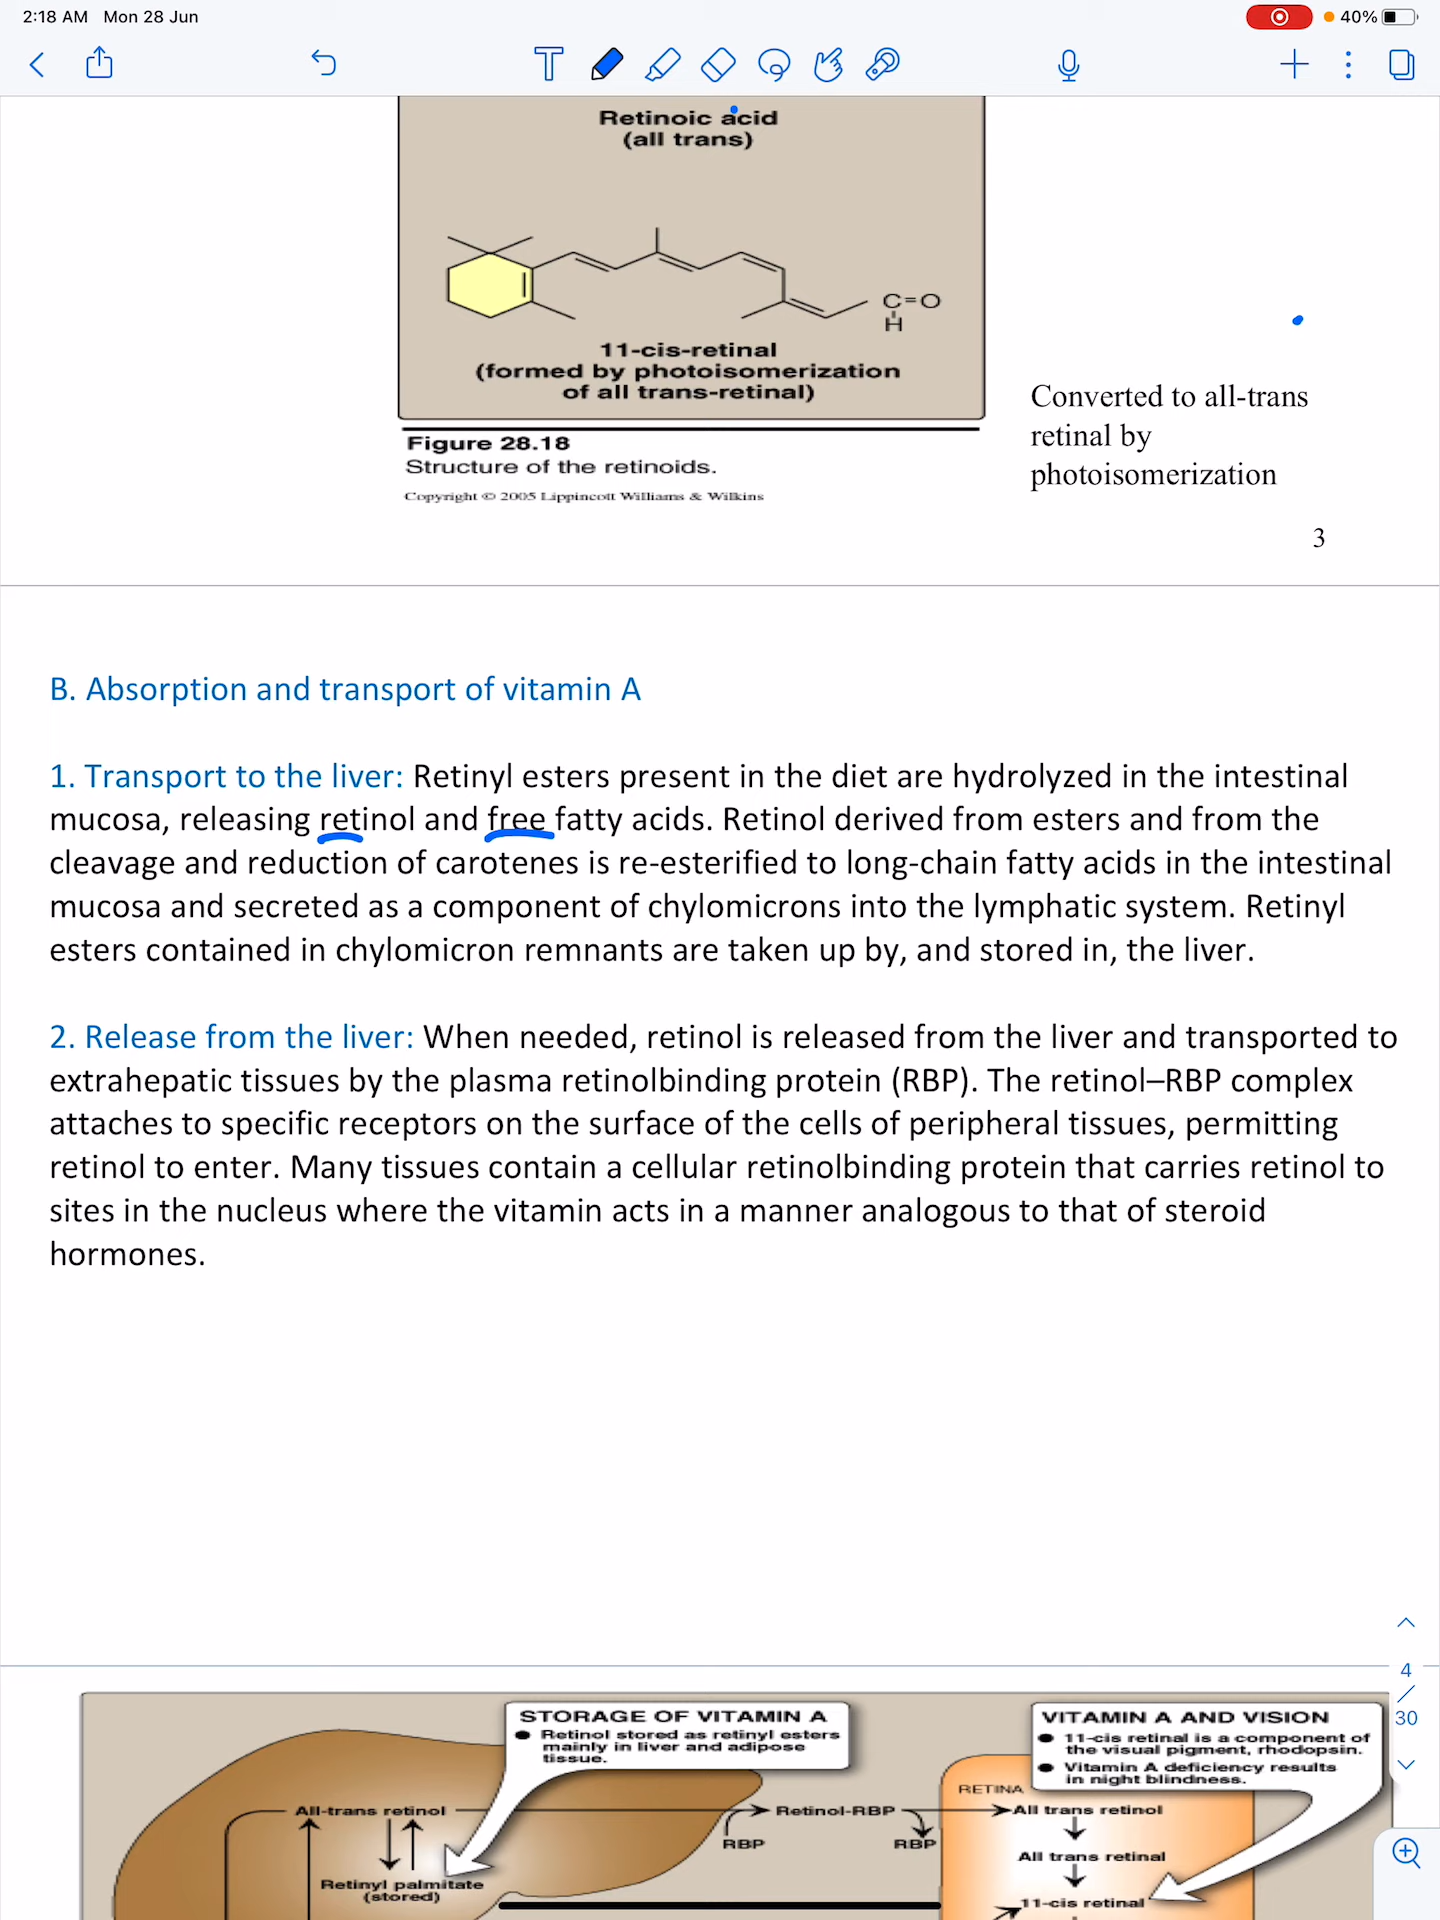 2:18 AM Mon 28 Jun
40%
Retinoic acid
(all trans)
C=O
H
11-cis-retinal
(formed by photoisomerization
of all trans-retinal)
Figure 28.18
Structure of the retinoids.
Copyright © 2005 Lippincott Williams & Wilkins
Converted to all-trans
retinal by
photoisomerization
3
B. Absorption and transport of vitamin A
1. Transport to the liver: Retinyl esters present in the diet are hydrolyzed in the intestinal
mucosa, releasing retinol and free fatty acids. Retinol derived from esters and from the
cleavage and reduction of carotenes is re-esterified to long-chain fatty acids in the intestinal
mucosa and secreted as a component of chylomicrons into the lymphatic system. Retinyl
esters contained in chylomicron remnants are taken up by, and stored in, the liver.
2. Release from the liver: When needed, retinol is released from the liver and transported to
extrahepatic tissues by the plasma retinolbinding protein (RBP). The retinol–RBP complex
attaches to specific receptors on the surface of the cells of peripheral tissues, permitting
retinol to enter. Many tissues contain a cellular retinolbinding protein that carries retinol to
sites in the nucleus where the vitamin acts in a manner analogous to that of steroid
hormones.
4
/
30
STORAGE OF VITAMIN A
● Retinol stored as retinyl esters
mainly in liver and adipose
tissue.
VITAMIN A AND VISION
● 11-cis retinal is a component of
the visual pigment, rhodopsin.
● Vitamin A deficiency results
in night blindness.
RETINA
All-trans retinol
Retinol-RBP
All trans retinol
RBP
RBP
All trans retinal
Retinyl palmitate
(stored)
11-cis retinal